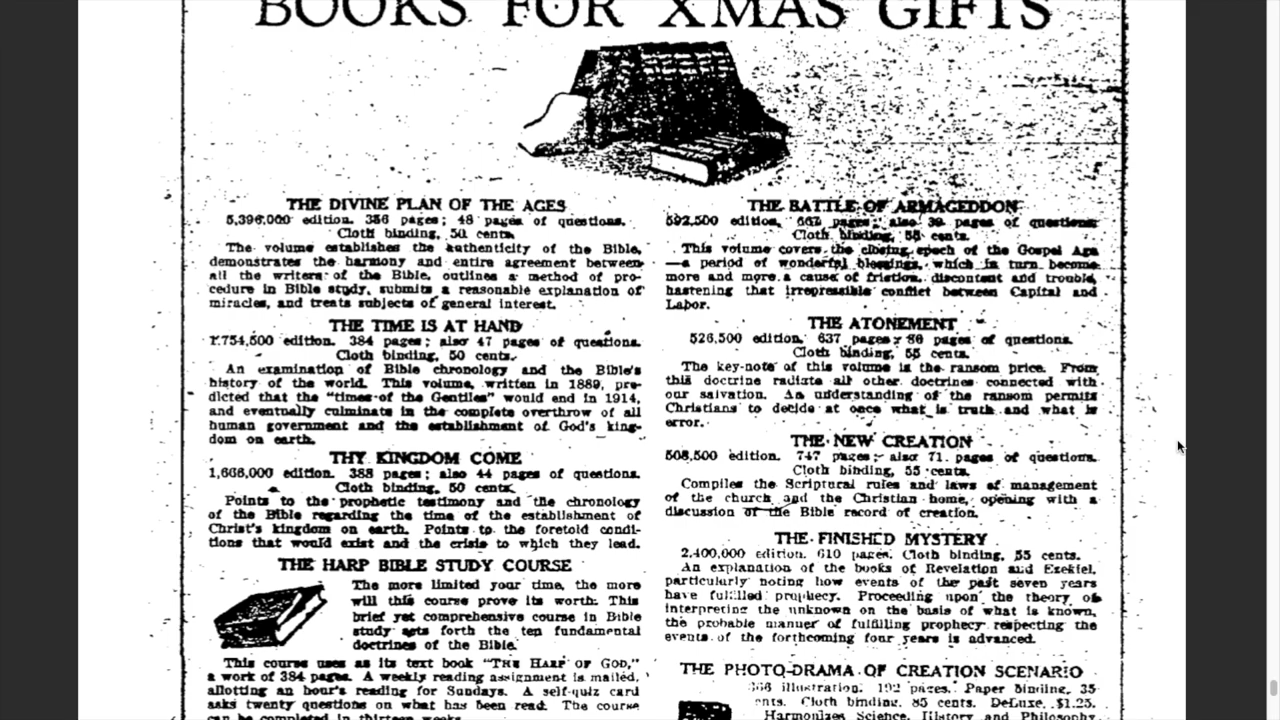 BOOKS FOR XMAS GIFTS
THE DIVINE PLAN OF THE AGES
5,396,000 edition. 356 pages; 48 pages of questions.
Cloth binding, 50 cents.
The volume establishes the authenticity of the Bible,
demonstrates the harmony and entire agreement between
all the writers of the Bible, outlines a method of pro-
cedure in Bible study, submits a reasonable explanation of
miracles, and treats subjects of general interest.
THE TIME IS AT HAND
1,754,500 edition. 384 pages; also 47 pages of questions.
Cloth binding, 50 cents.
An examination of Bible chronology and the Bible's
history of the world. This volume, written in 1889, pre-
dicted that the "times of the Gentiles" would end in 1914,
and eventually culminate in the complete overthrow of all
human government and the establishment of God's king-
dom on earth.
THY KINGDOM COME
1,666,000 edition. 388 pages; also 44 pages of questions.
Cloth binding, 50 cents.
Points to the prophetic testimony and the chronology
of the Bible regarding the time of the establishment of
Christ's kingdom on earth. Points to the foretold condi-
tions that would exist and the crisis to which they lead.
THE HARP BIBLE STUDY COURSE
The more limited your time, the more
will this course prove its worth. This
brief yet comprehensive course in Bible
study sets forth the ten fundamental
doctrines of the Bible.
This course uses as its text book "THE HARP OF GOD,"
a work of 384 pages. A weekly reading assignment is mailed,
allotting an hour's reading for Sundays. A self-quiz card
asks twenty questions on what has been read. The course
can be completed in thirteen weeks.
THE BATTLE OF ARMAGEDDON
592,500 edition. pages; also pages of questions.
Cloth binding, 55 cents.
This volume covers the closing epoch of the Gospel Age
—a period of wonderful blessings, which in turn become
more and more a cause of friction, discontent and trouble,
hastening that irrepressible conflict between Capital and
Labor.
THE ATONEMENT
526,500 edition. 637 pages; pages of questions.
Cloth binding, 55 cents.
The key-note of this volume is the ransom price. From
this doctrine radiate all other doctrines connected with
our salvation. An understanding of the ransom permits
Christians to decide at once what is truth and what is
error.
THE NEW CREATION
508,500 edition. 747 pages; also 71 pages of questions.
Cloth binding, 55 cents.
Compiles the Scriptural rules and laws of management
of the church and the Christian home, opening with a
discussion of the Bible record of creation.
THE FINISHED MYSTERY
2,400,000 edition. 610 pages. Cloth binding, 55 cents.
An explanation of the books of Revelation and Ezekiel,
particularly noting how events of the past seven years
have fulfilled prophecy. Proceeding upon the theory of
interpreting the unknown on the basis of what is known,
the probable manner of fulfilling prophecy respecting the
events of the forthcoming four years is advanced.
THE PHOTO-DRAMA OF CREATION SCENARIO
illustration. 192 pages. Paper binding, 35
cents. Cloth binding, 85 cents. DeLuxe, $1.25.
Harmonizes Science, History and Philosophy